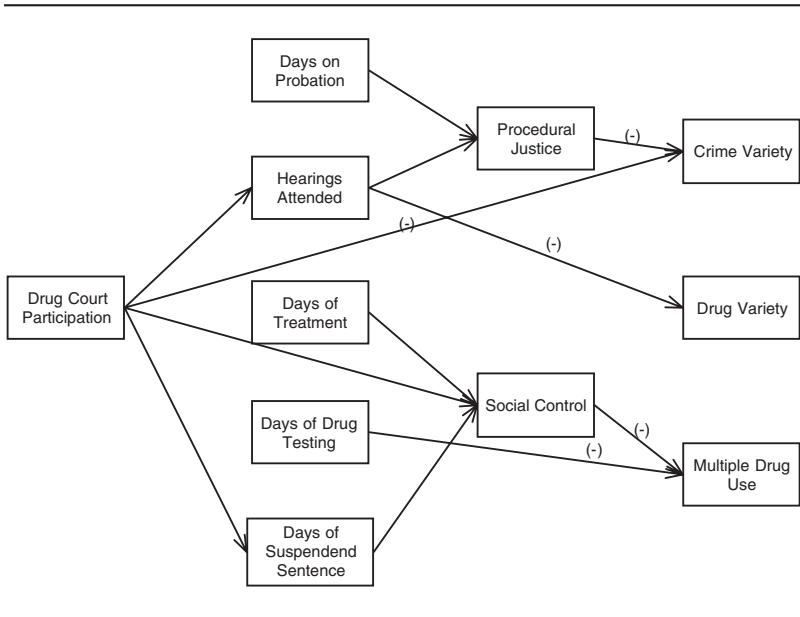 Days on
Probation
Procedural
Justice
(-)
Crime Variety
Hearings
Attended
(-)
(-)
Drug Court
Participation
Days of
Treatment
Drug Variety
Social Control
Days of Drug
Testing
(-)
(-)
Multiple Drug
Use
Days of
Suspendend
Sentence